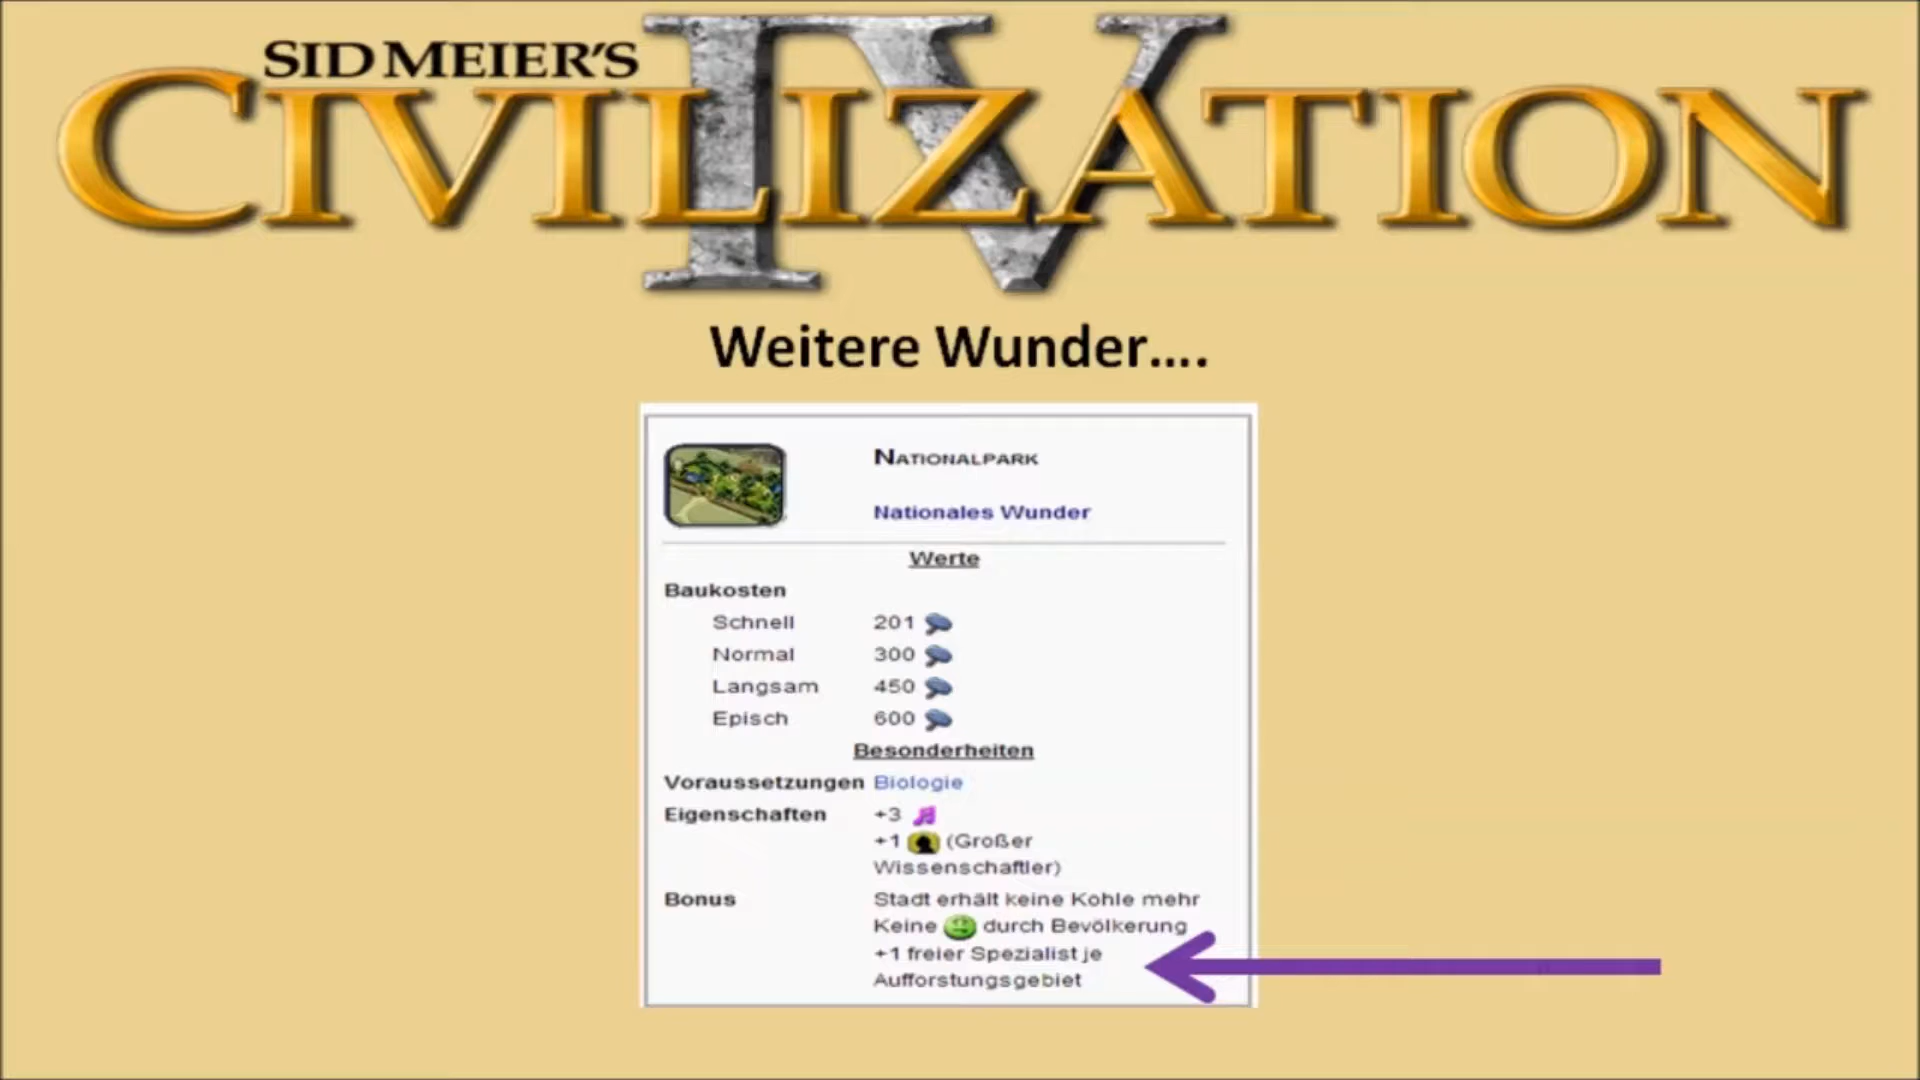 SID MEIER'S
CIVILIZATION
IV
Weitere Wunder....
NATIONALPARK
Nationales Wunder
Werte
Baukosten
Schnell 201
Normal 300
Langsam 450
Episch 600
Besonderheiten
Voraussetzungen Biologie
Eigenschaften +3
+1 (Großer
Wissenschaftler)
Bonus Stadt erhält keine Kohle mehr
Keine durch Bevölkerung
+1 freier Spezialist je
Aufforstungsgebiet